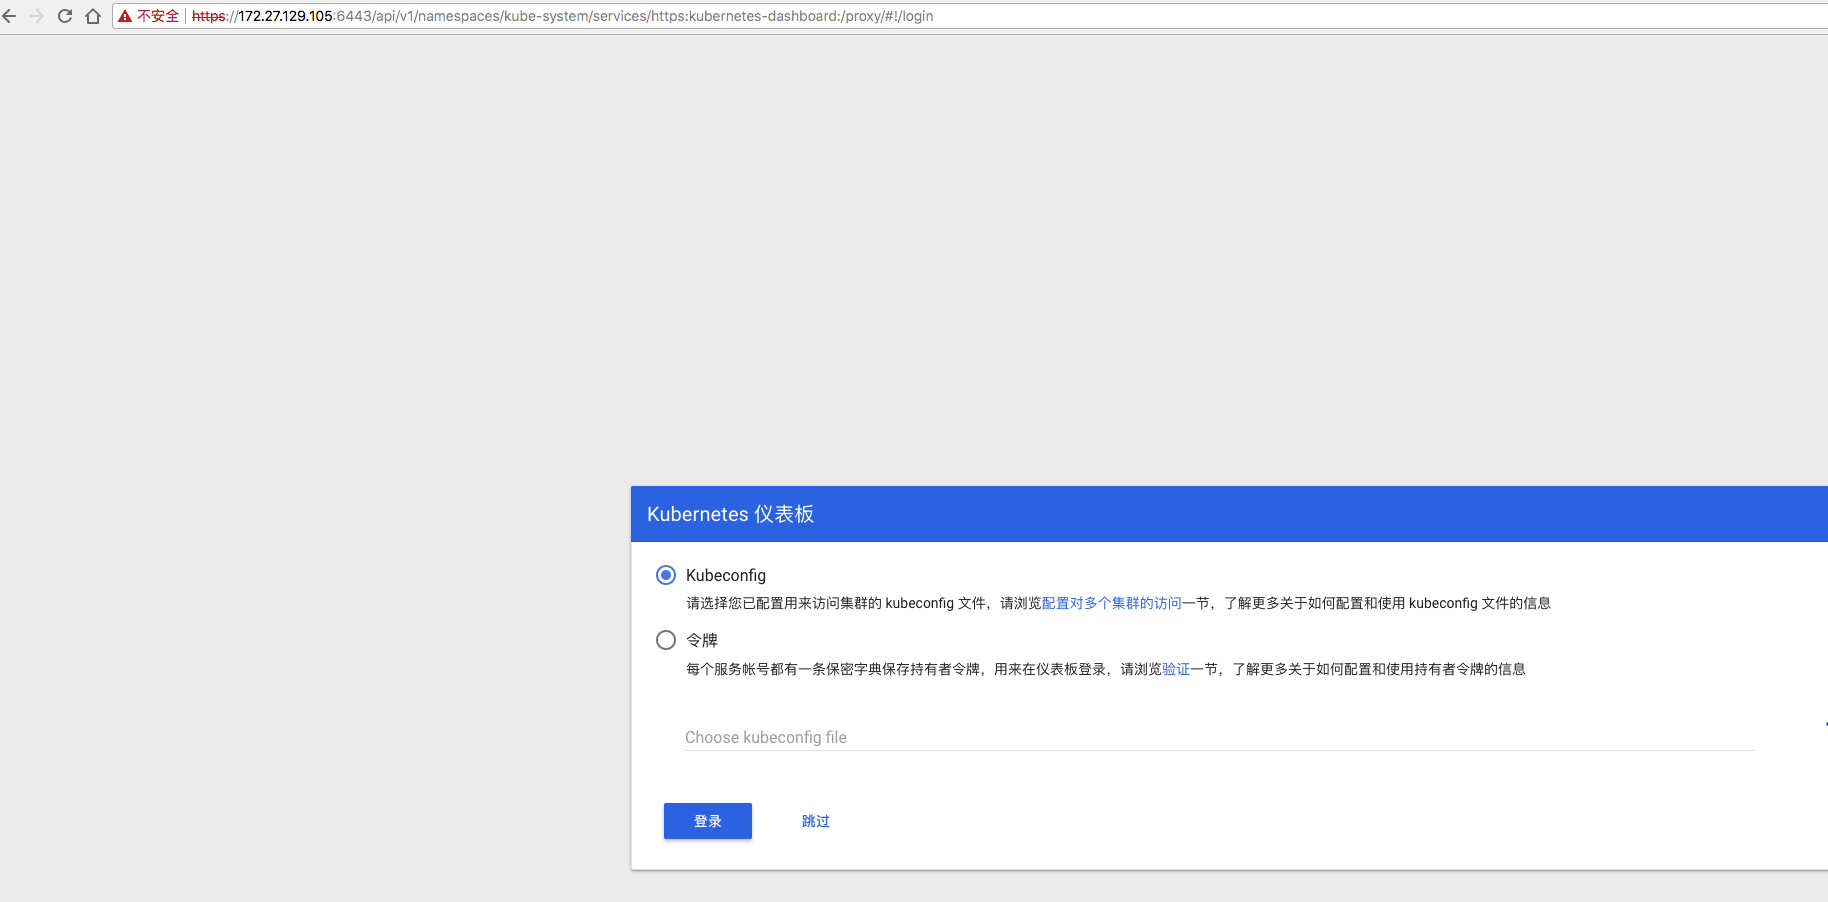 不安全 https://172.27.129.105:6443/api/v1/namespaces/kube-system/services/https:kubernetes-dashboard:/proxy/#!/login
Kubernetes 仪表板
Kubeconfig
请选择您已配置用来访问集群的 kubeconfig 文件，请浏览配置对多个集群的访问一节，了解更多关于如何配置和使用 kubeconfig 文件的信息
令牌
每个服务帐号都有一条保密字典保存持有者令牌，用来在仪表板登录，请浏览验证一节，了解更多关于如何配置和使用持有者令牌的信息
Choose kubeconfig file
登录 跳过